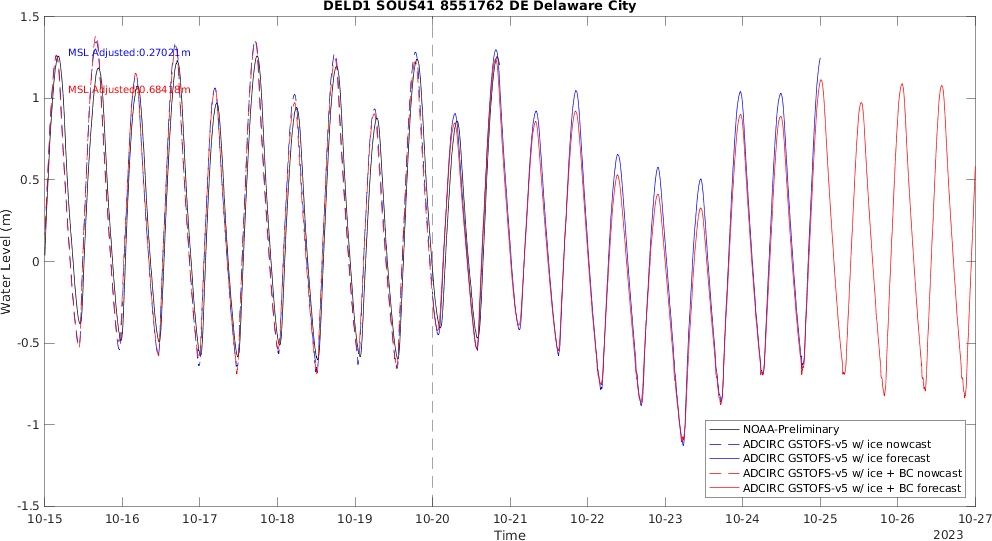 DELD1 SOUS41 8551762 DE Delaware City
1.5
MSL Adjusted:0.27021m
MSL Adjusted:0.68418m
1
0.5
0
-0.5
-1
-1.5
Water Level (m)
NOAA-Preliminary
ADCIRC GSTOFS-v5 w/ ice nowcast
ADCIRC GSTOFS-v5 w/ ice forecast
ADCIRC GSTOFS-v5 w/ ice + BC nowcast
ADCIRC GSTOFS-v5 w/ ice + BC forecast
10-15 10-16 10-17 10-18 10-19 10-20 10-21 10-22 10-23 10-24 10-25 10-26 10-27
Time
2023